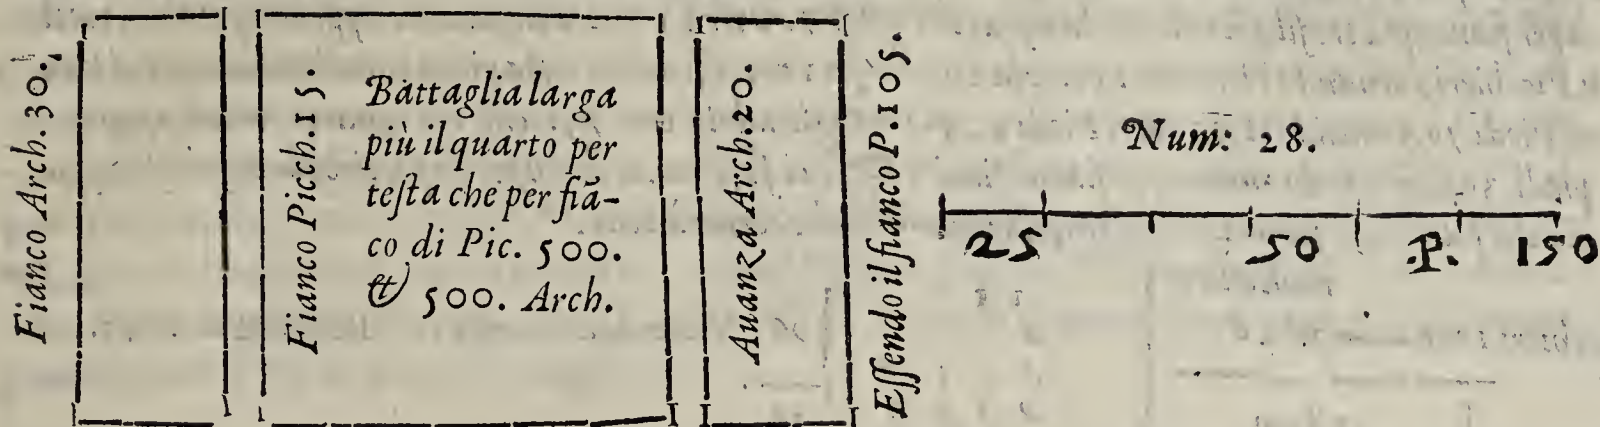 Fianco Arch. 30.
Fianco Picch. 15.
Battaglia larga
più il quarto per
teſta che per fiã-
co di Pic. 500.
& 500. Arch.
Auanza Arch. 20.
Eſſendo il fianco P. 105.
Num: 28.
25 50 P. 150